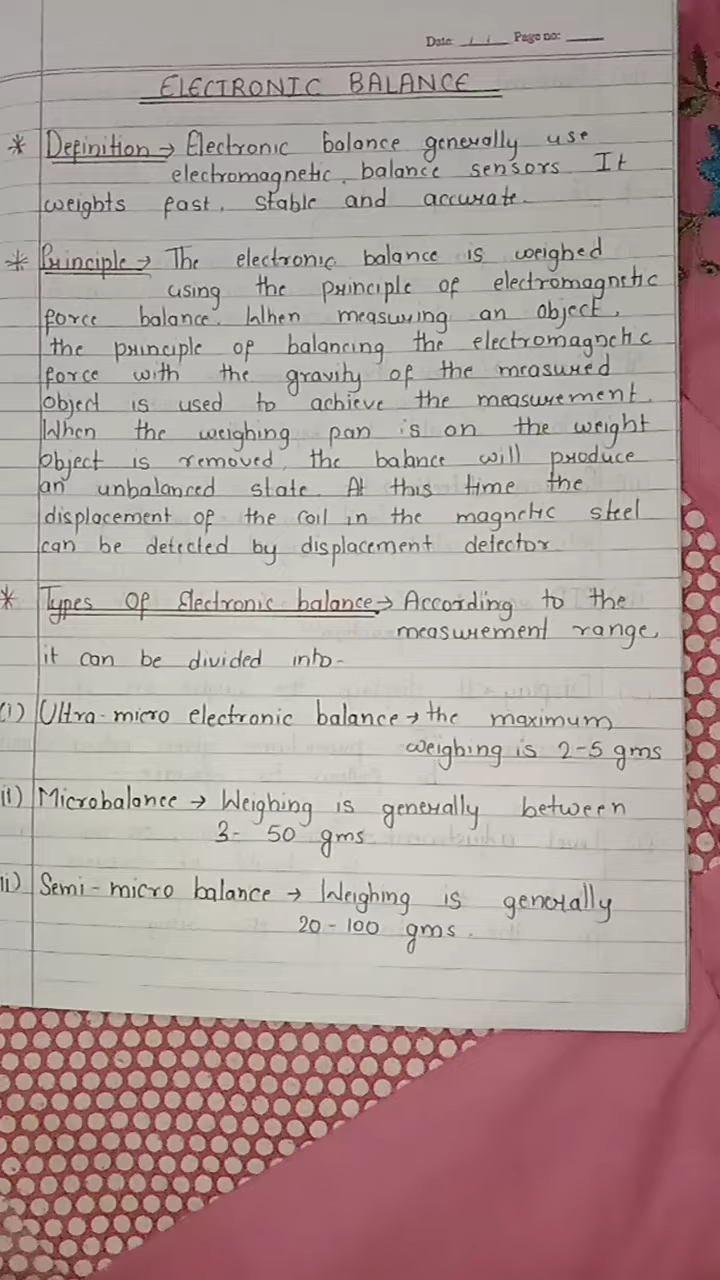 Date: / / Page no:
ELECTRONIC BALANCE
* Definition → Electronic balance generally use
electromagnetic, balance sensors. It
weights fast, stable and accurate.
* Principle → The electronic balance is weighed
using the principle of electromagnetic
force balance. When measuring an object,
the principle of balancing the electromagnetic
force with the gravity of the measured
object is used to achieve the measurement.
When the weighing pan is on the weight
object is removed, the balance will produce
an unbalanced state. At this time the
displacement of the coil in the magnetic steel
can be detected by displacement detector
* Types of Electronic balance → According to the
measurement range,
it can be divided into-
(i) Ultra-micro electronic balance → the maximum
weighing is 2-5 gms
ii) Microbalance → Weighing is generally between
3- 50 gms
ii) Semi-micro balance → Weighing is generally
20-100 gms.